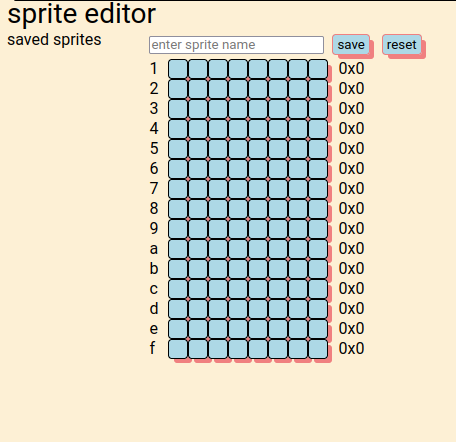 sprite editor
saved sprites
enter sprite name save reset
1 0x0
2 0x0
3 0x0
4 0x0
5 0x0
6 0x0
7 0x0
8 0x0
9 0x0
a 0x0
b 0x0
c 0x0
d 0x0
e 0x0
f 0x0